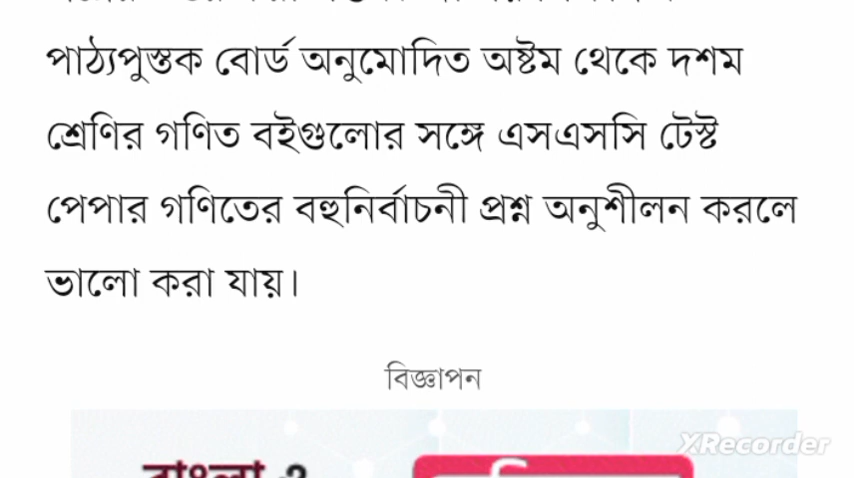 পাঠ্যপুস্তক বোর্ড অনুমোদিত অষ্টম থেকে দশম
শ্রেণির গণিত বইগুলোর সঙ্গে এসএসসি টেস্ট
পেপার গণিতের বহুনির্বাচনী প্রশ্ন অনুশীলন করলে
ভালো করা যায়।
বিজ্ঞাপন
XRecorder
বাংলা ও